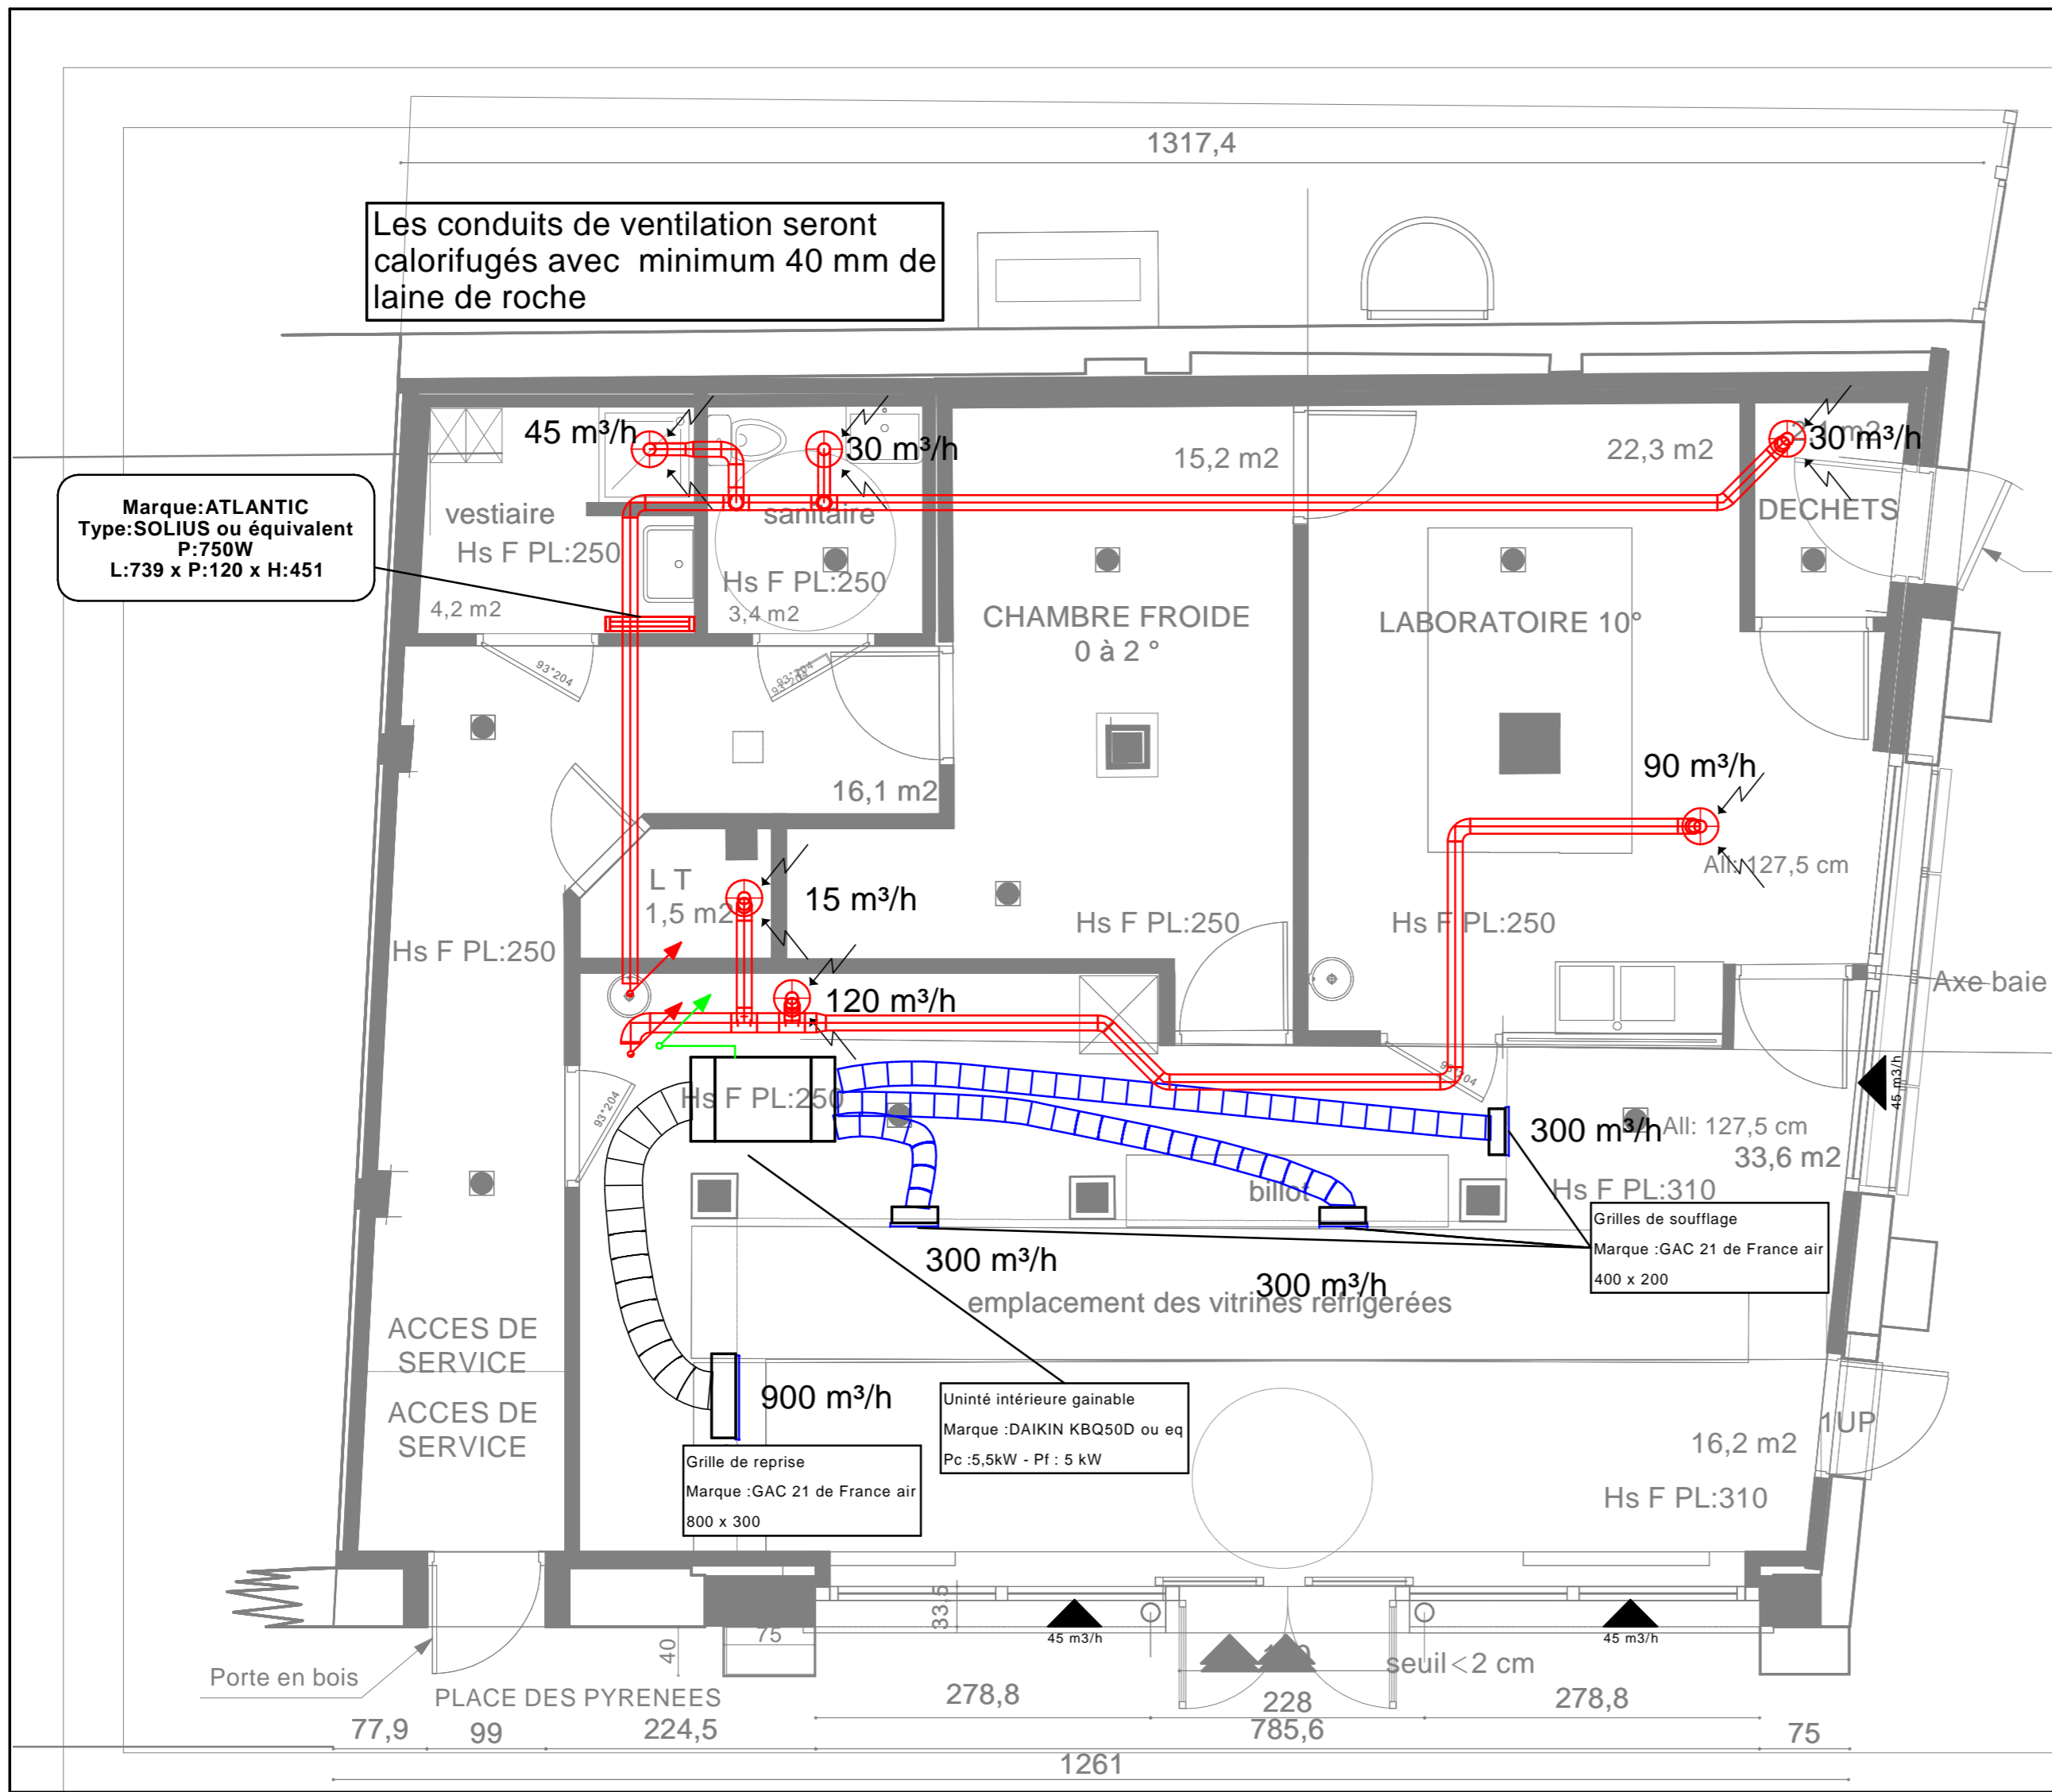 1317,4
Les conduits de ventilation seront
calorifugés avec minimum 40 mm de
laine de roche
45 m³/h
30 m³/h
15,2 m2
22,3 m2
30 m³/h
Marque:ATLANTIC
Type:SOLIUS ou équivalent
P:750W
L:739 x P:120 x H:451
vestiaire
Hs F PL:250
4,2 m2
sanitaire
Hs F PL:250
3,4 m2
DECHETS
CHAMBRE FROIDE
0 à 2 °
LABORATOIRE 10°
93*204
93*204
93*204
16,1 m2
90 m³/h
All: 127,5 cm
L T
1,5 m2
15 m³/h
Hs F PL:250
Hs F PL:250
Hs F PL:250
120 m³/h
Axe baie
93*204
93*204
Hs F PL:250
45 m3/h
300 m³/h
All: 127,5 cm
33,6 m2
Hs F PL:310
billot
Grilles de soufflage
Marque :GAC 21 de France air
400 x 200
300 m³/h
300 m³/h
emplacement des vitrines réfrigerées
ACCES DE
SERVICE
ACCES DE
SERVICE
900 m³/h
Uninté intérieure gainable
Marque :DAIKIN KBQ50D ou eq
Pc :5,5kW - Pf : 5 kW
Grille de reprise
Marque :GAC 21 de France air
800 x 300
1UP
16,2 m2
Hs F PL:310
33,5
75
40
45 m3/h
45 m3/h
seuil<2 cm
Porte en bois
PLACE DES PYRENEES
278,8
228
278,8
77,9
99
224,5
785,6
75
1261